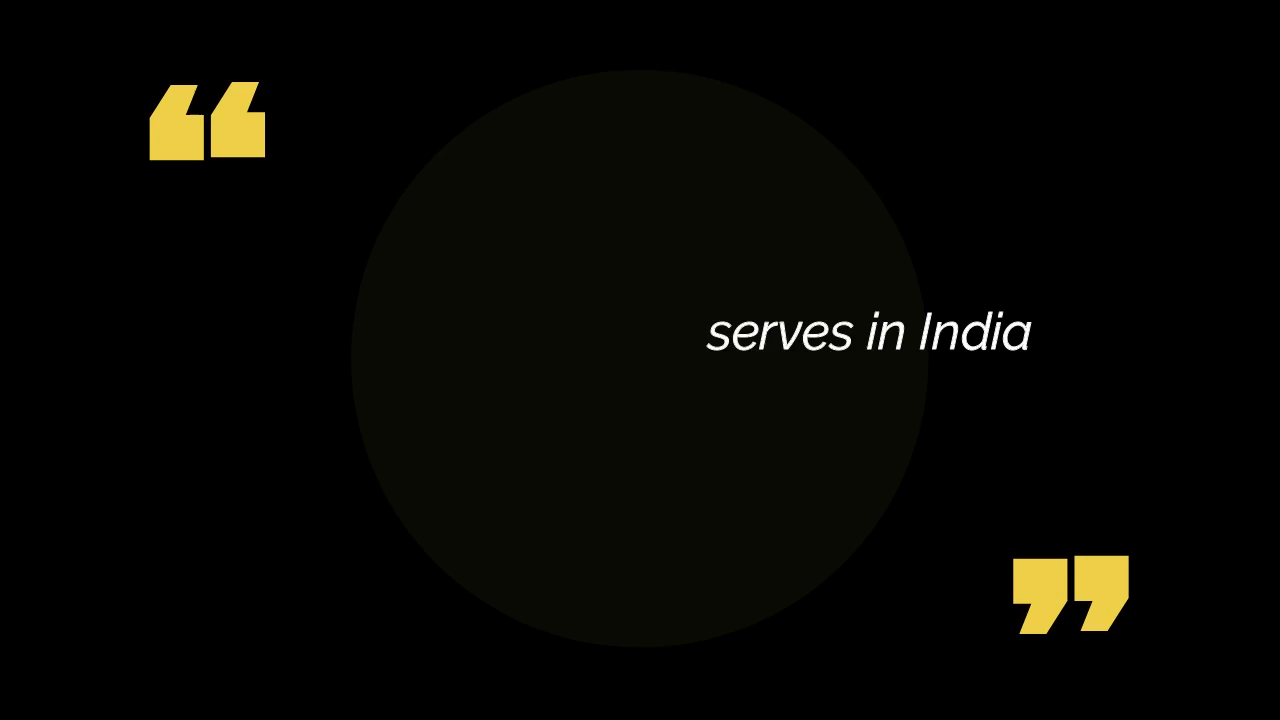 “
serves in India
”